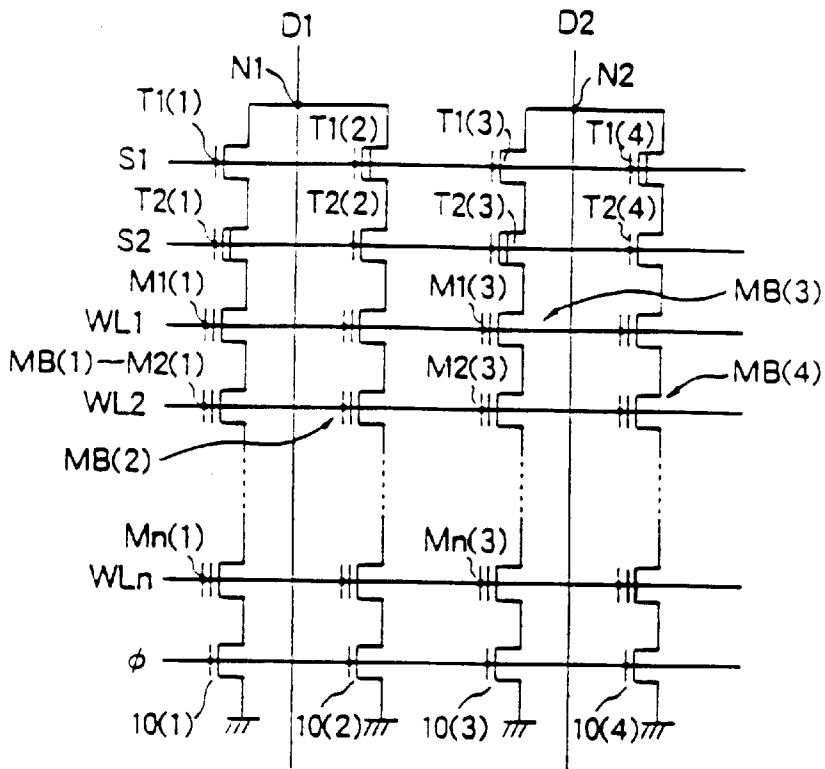 D1 D2
N1 N2
T1(1) T1(2) T1(3) T1(4)
S1
T2(1) T2(2) T2(3) T2(4)
S2
M1(1) M1(3) MB(3)
WL1
MB(1)—M2(1) M2(3) MB(4)
WL2
MB(2)
Mn(1) Mn(3)
WLn
φ
10(1) 10(2) 10(3) 10(4)